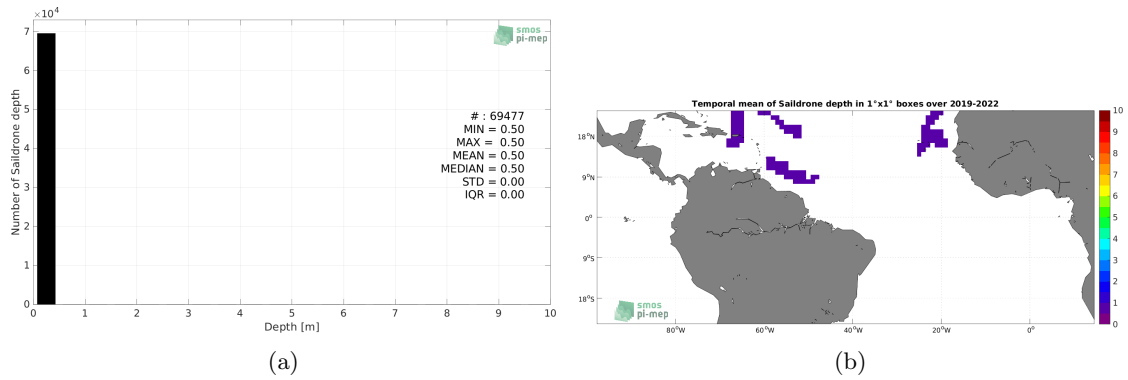 ×10⁴
smos
pi-mep
7
6
5
4
3
2
1
0
Number of Saildrone depth
# : 69477
MIN = 0.50
MAX = 0.50
MEAN = 0.50
MEDIAN = 0.50
STD = 0.00
IQR = 0.00
0 1 2 3 4 5 6 7 8 9 10
Depth [m]
(a)
Temporal mean of Saildrone depth in 1°x1° boxes over 2019-2022
18°N
9°N
0°
9°S
18°S
smos
pi-mep
80°W 60°W 40°W 20°W 0°
10
9
8
7
6
5
4
3
2
1
0
(b)